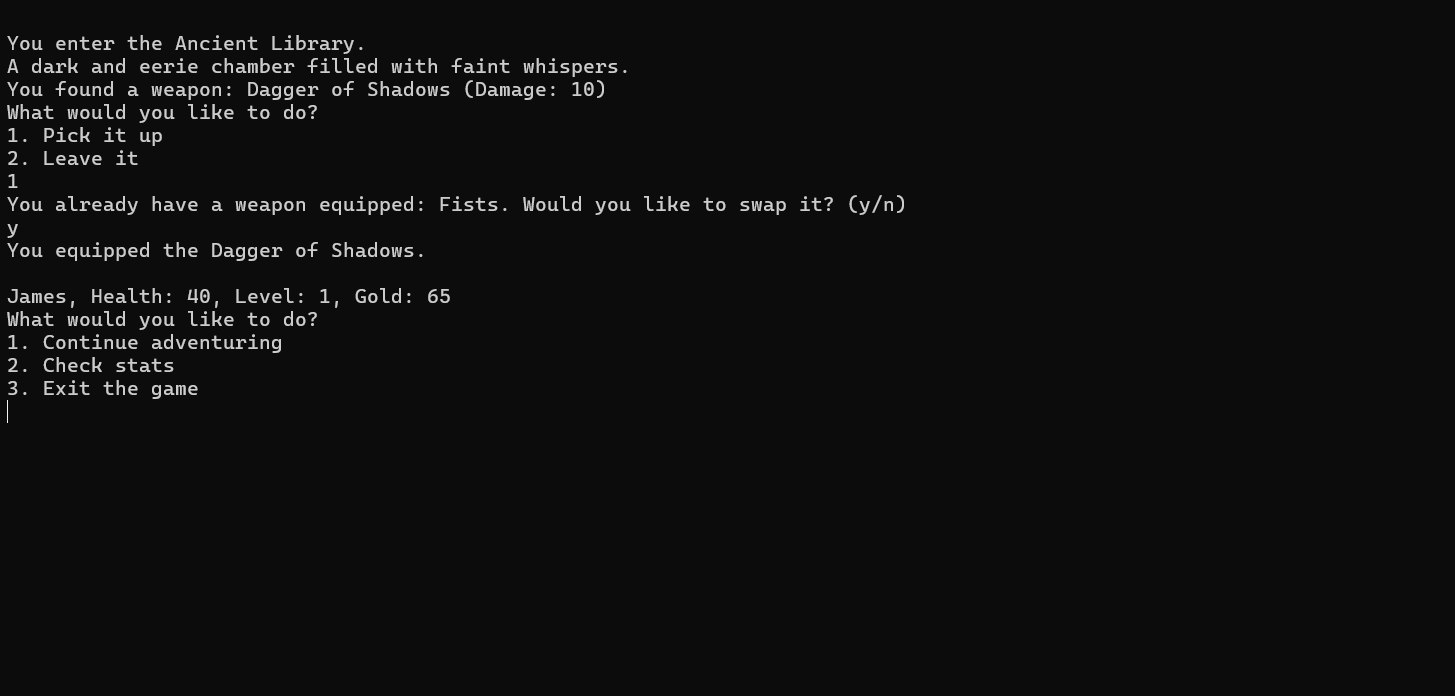 You enter the Ancient Library.
A dark and eerie chamber filled with faint whispers.
You found a weapon: Dagger of Shadows (Damage: 10)
What would you like to do?
1. Pick it up
2. Leave it
1
You already have a weapon equipped: Fists. Would you like to swap it? (y/n)
y
You equipped the Dagger of Shadows.
James, Health: 40, Level: 1, Gold: 65
What would you like to do?
1. Continue adventuring
2. Check stats
3. Exit the game